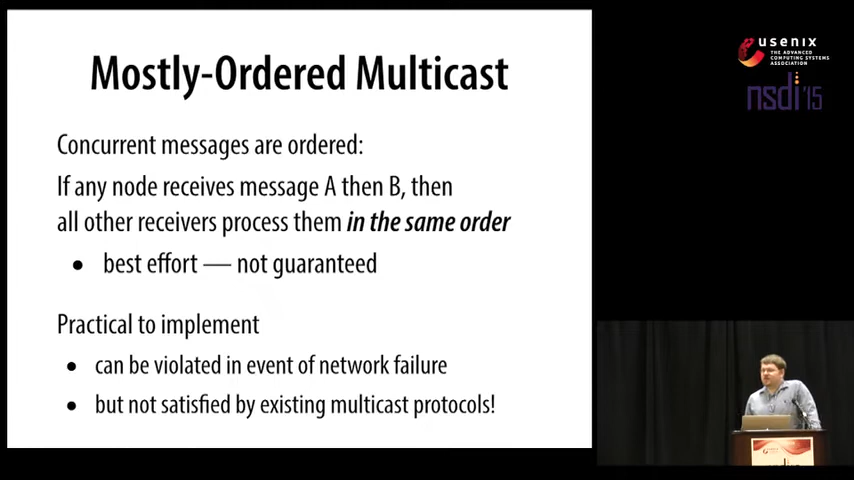 Mostly-Ordered Multicast
Concurrent messages are ordered:
If any node receives message A then B, then
all other receivers process them in the same order
• best effort — not guaranteed
Practical to implement
• can be violated in event of network failure
• but not satisfied by existing multicast protocols!
usenix
THE ADVANCED
COMPUTING SYSTEMS
ASSOCIATION
nsdi '15